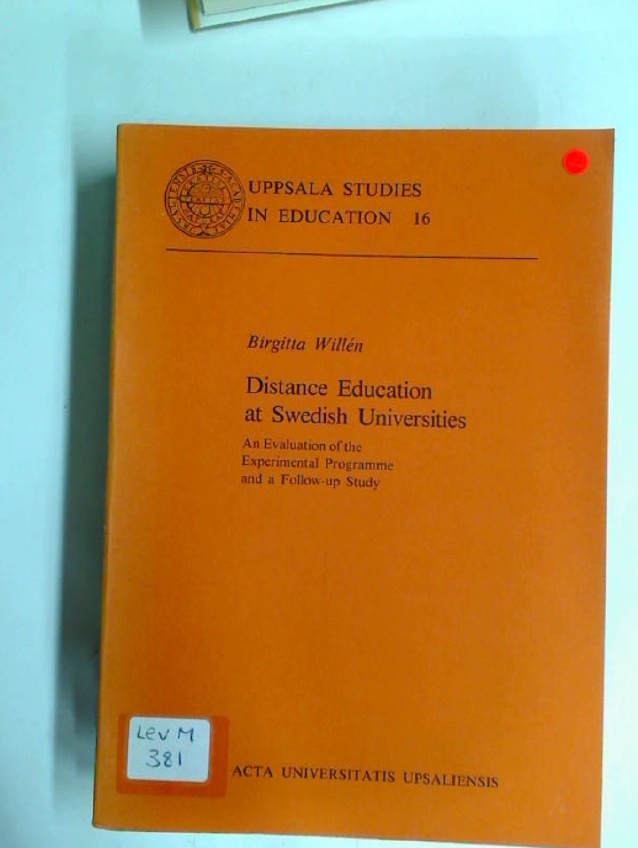 UPPSALA STUDIES
IN EDUCATION 16
Birgitta Willén
Distance Education
at Swedish Universities
An Evaluation of the
Experimental Programme
and a Follow-up Study
Lev M
381
ACTA UNIVERSITATIS UPSALIENSIS